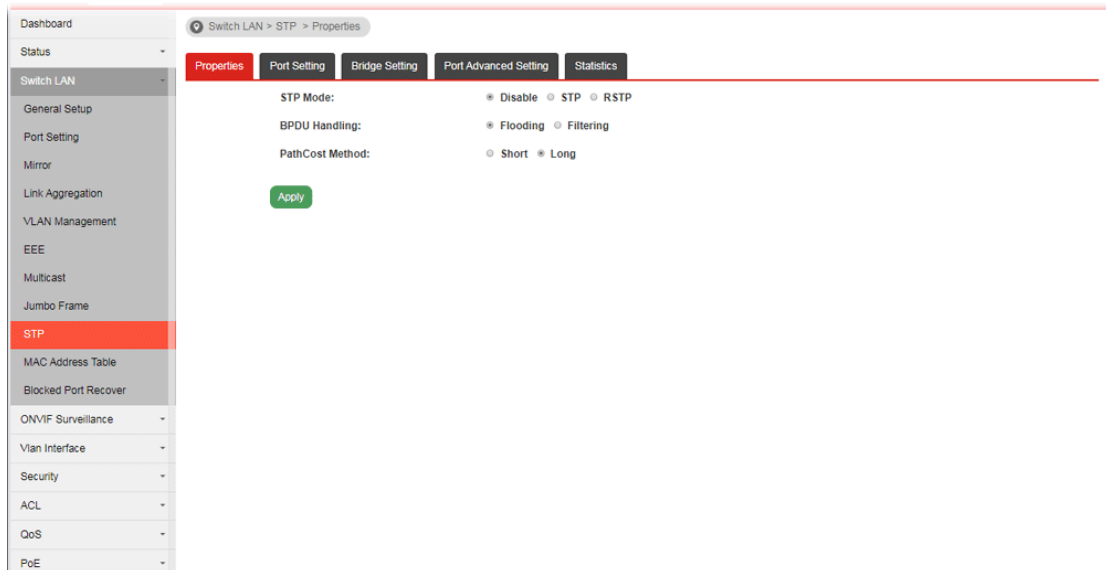 Dashboard
Switch LAN > STP > Properties
Status
Properties Port Setting Bridge Setting Port Advanced Setting Statistics
Switch LAN
STP Mode: Disable STP RSTP
General Setup
BPDU Handling: Flooding Filtering
Port Setting
PathCost Method: Short Long
Mirror
Link Aggregation
Apply
VLAN Management
EEE
Multicast
Jumbo Frame
STP
MAC Address Table
Blocked Port Recover
ONVIF Surveillance
Vlan Interface
Security
ACL
QoS
PoE